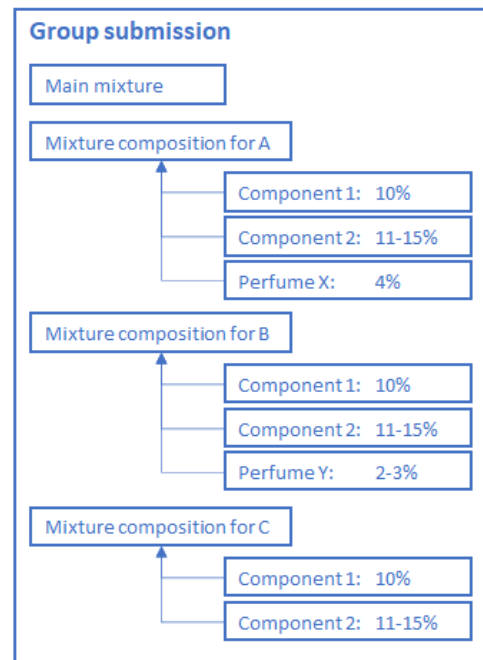 Group submission
Main mixture
Mixture composition for A
Component 1: 10%
Component 2: 11-15%
Perfume X: 4%
Mixture composition for B
Component 1: 10%
Component 2: 11-15%
Perfume Y: 2-3%
Mixture composition for C
Component 1: 10%
Component 2: 11-15%